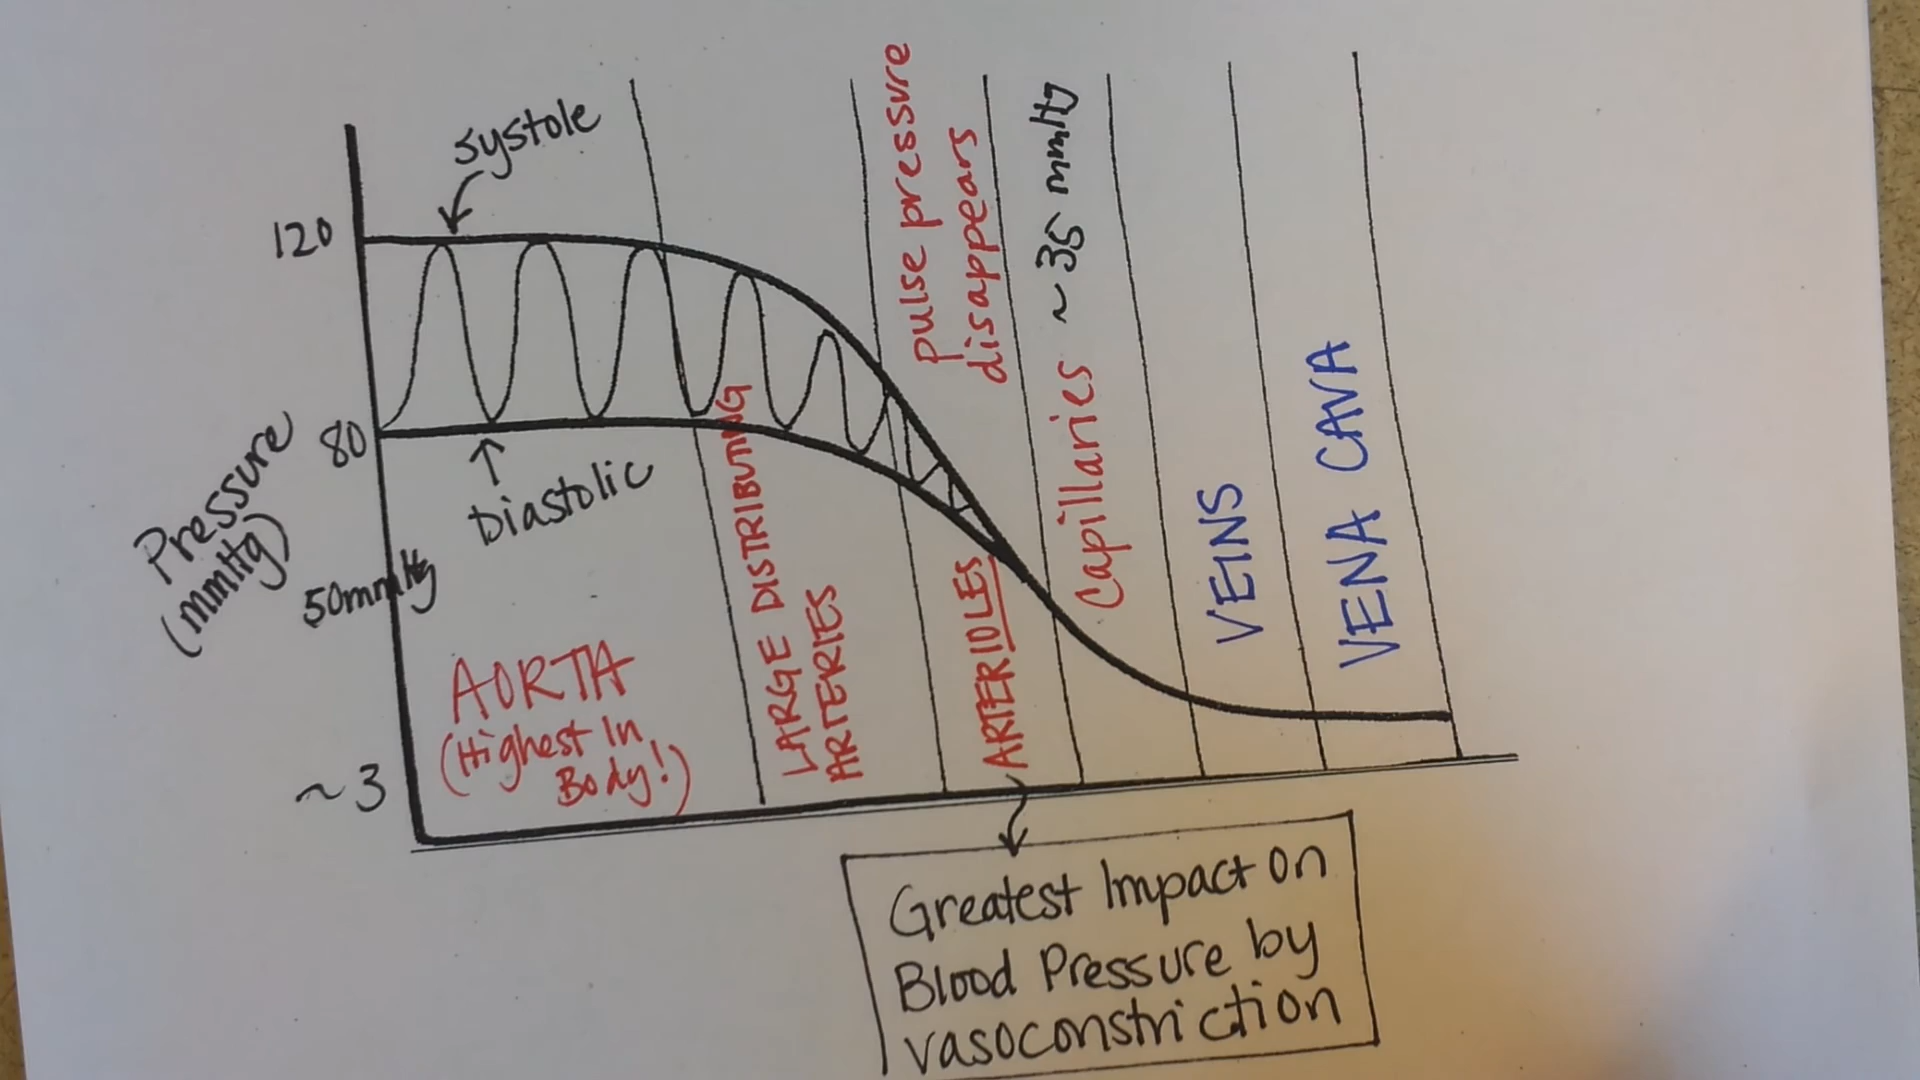 systole
120
80
Diastolic
Pressure
(mmHg)
50mmHg
~3
AORTA
(Highest In
Body!)
LARGE DISTRIBUTING
ARTERIES
pulse pressure
disappears
ARTERIOLES
Capillaries ~35 mmHg
VEINS
VENA CAVA
Greatest Impact on
Blood Pressure by
vasoconstriction